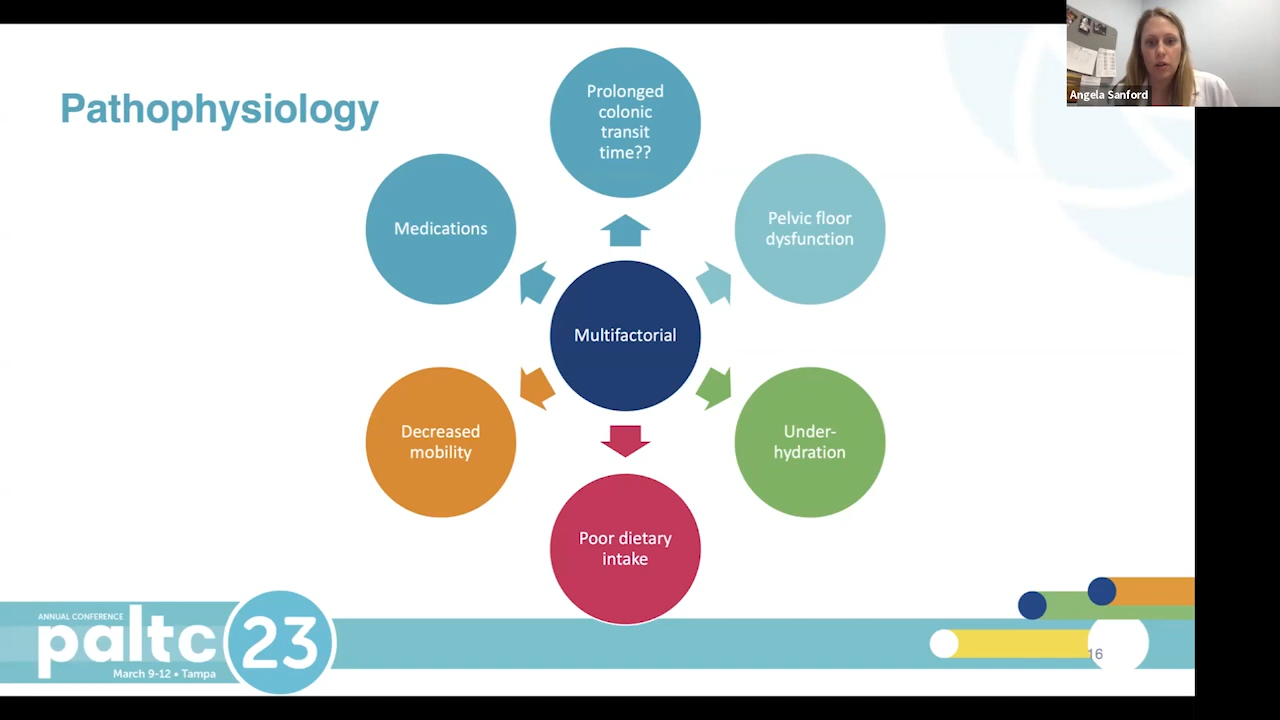 Pathophysiology
Angela Sanford
Prolonged
colonic
transit
time??
Medications
Pelvic floor
dysfunction
Multifactorial
Decreased
mobility
Under-
hydration
Poor dietary
intake
ANNUAL CONFERENCE
paltc 23
March 9-12 • Tampa
16